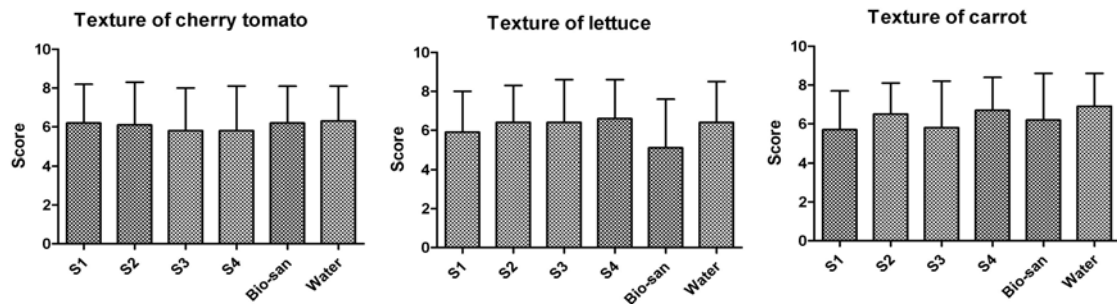 Texture of cherry tomato
Score
10
8
6
4
2
0
S1
S2
S3
S4
Bio-san
Water
Texture of lettuce
Score
10
8
6
4
2
0
S1
S2
S3
S4
Bio-san
Water
Texture of carrot
Score
10
8
6
4
2
0
S1
S2
S3
S4
Bio-san
Water